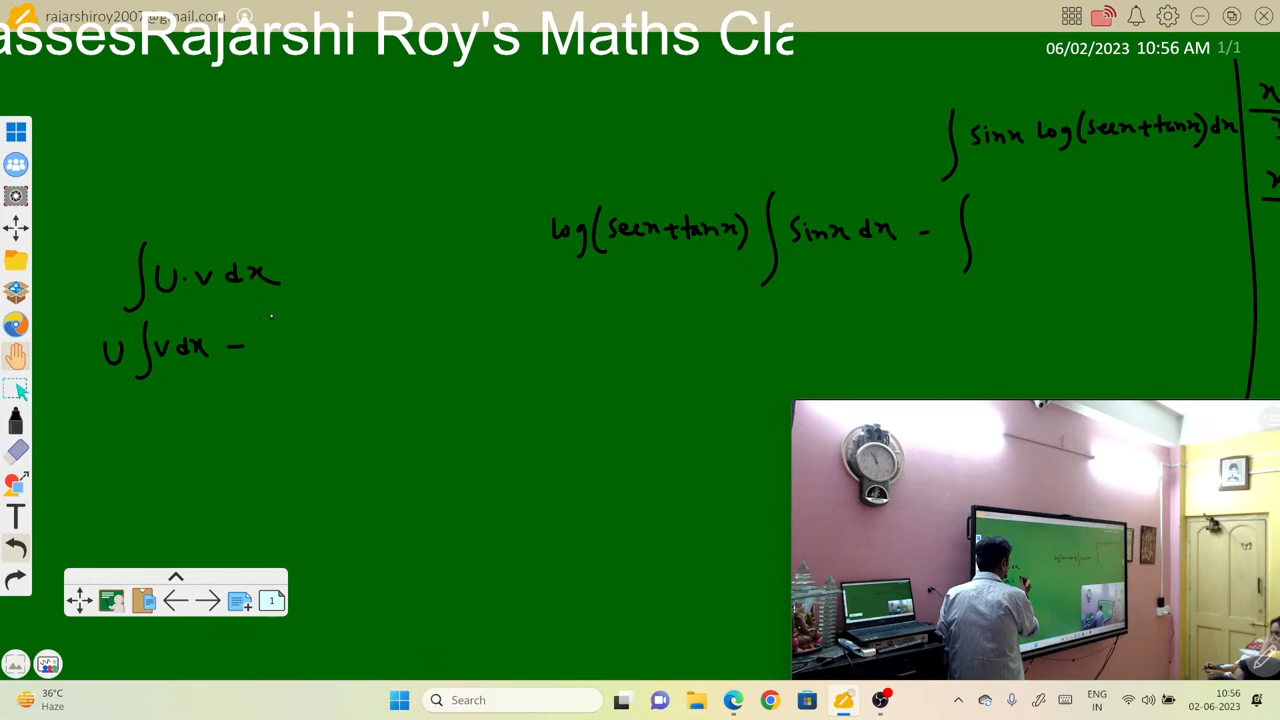 rajarshiroy2007@gmail.com
assesRajarshi Roy's Maths Cla
06/02/2023 10:56 AM 1/1
∫ sinx log(secx+tanx)dx
x
x
log(secx+tanx) ∫ sinx dx - ∫
∫ U·v dx
U ∫ v dx -
T
1
36°C
Haze
Search
ENG
IN
10:56
02-06-2023